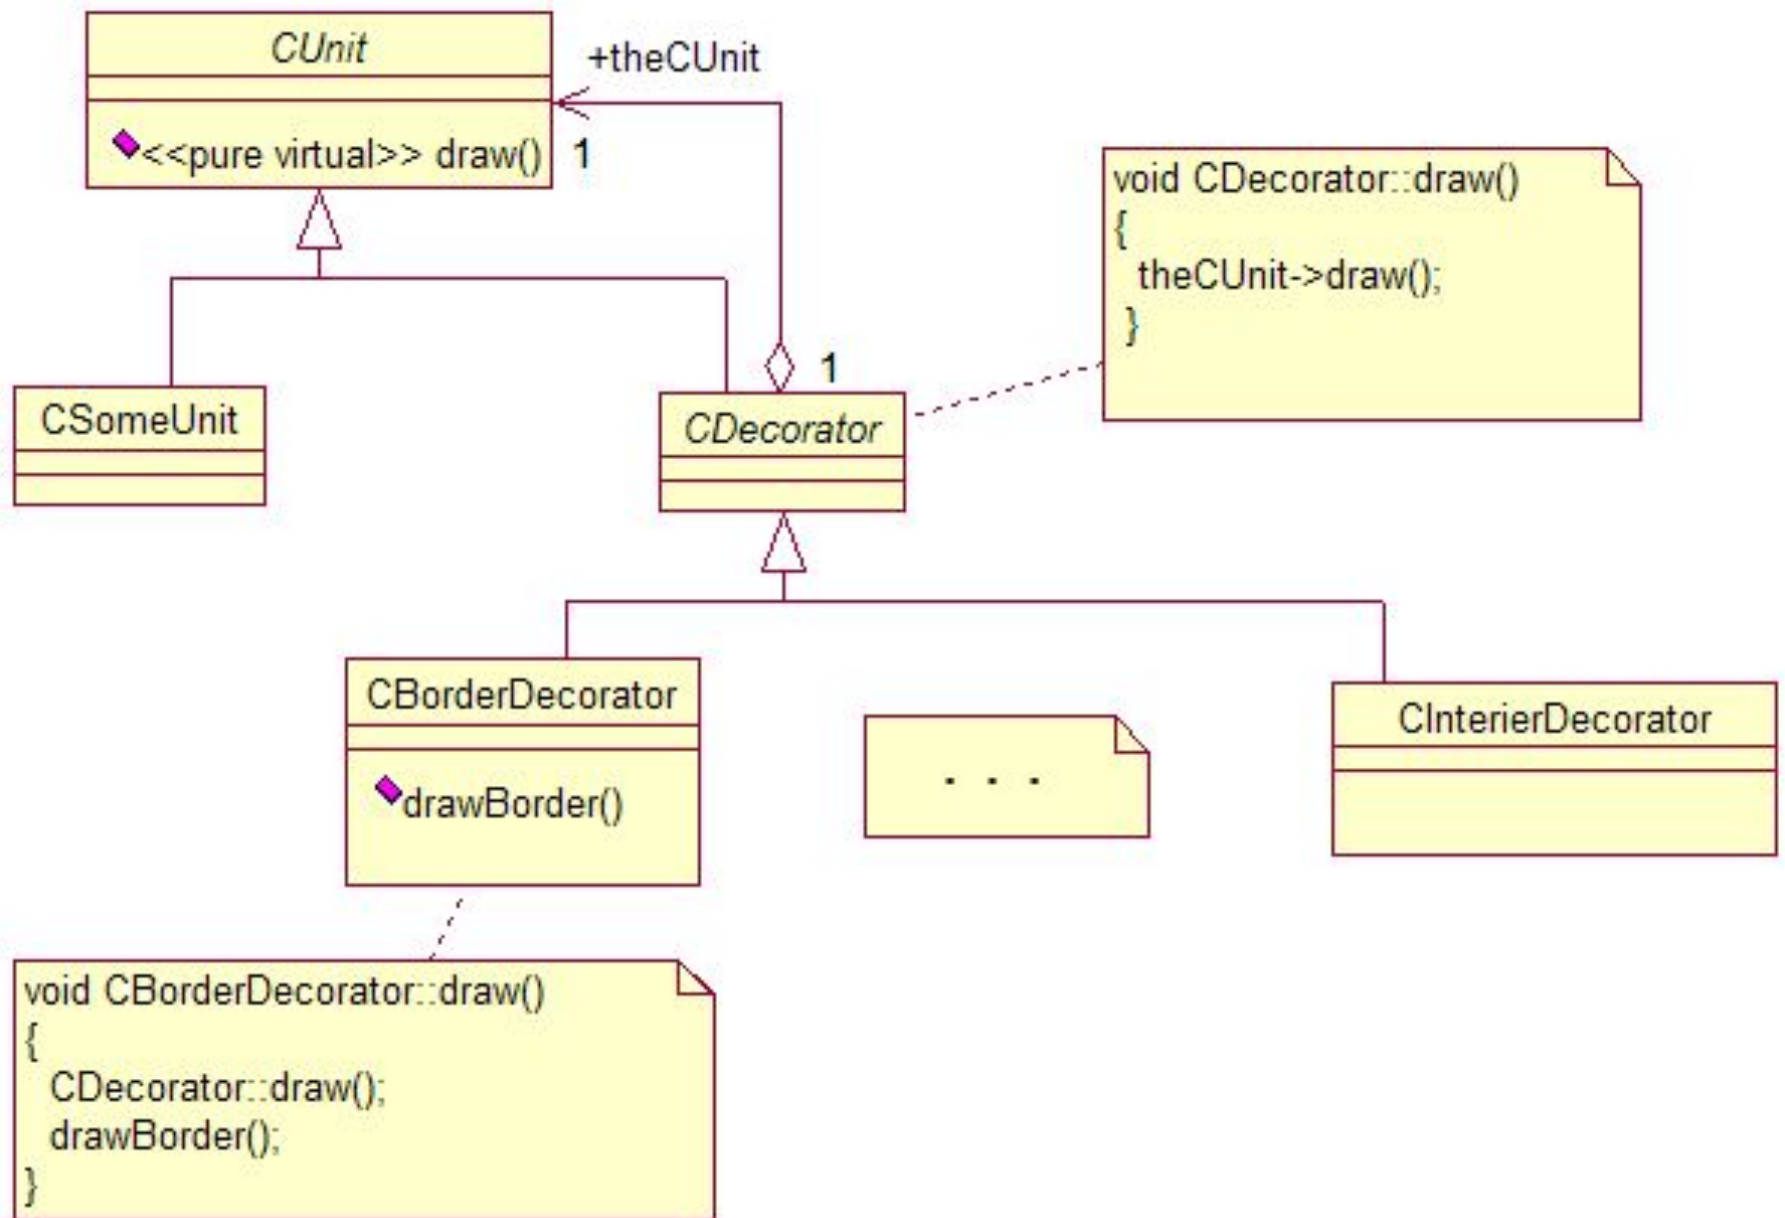 CUnit
+theCUnit
<<pure virtual>> draw()
1
void CDecorator::draw()
{
theCUnit->draw();
}
1
CSomeUnit
CDecorator
CBorderDecorator
drawBorder()
. . .
CInterierDecorator
void CBorderDecorator::draw()
{
CDecorator::draw();
drawBorder();
}